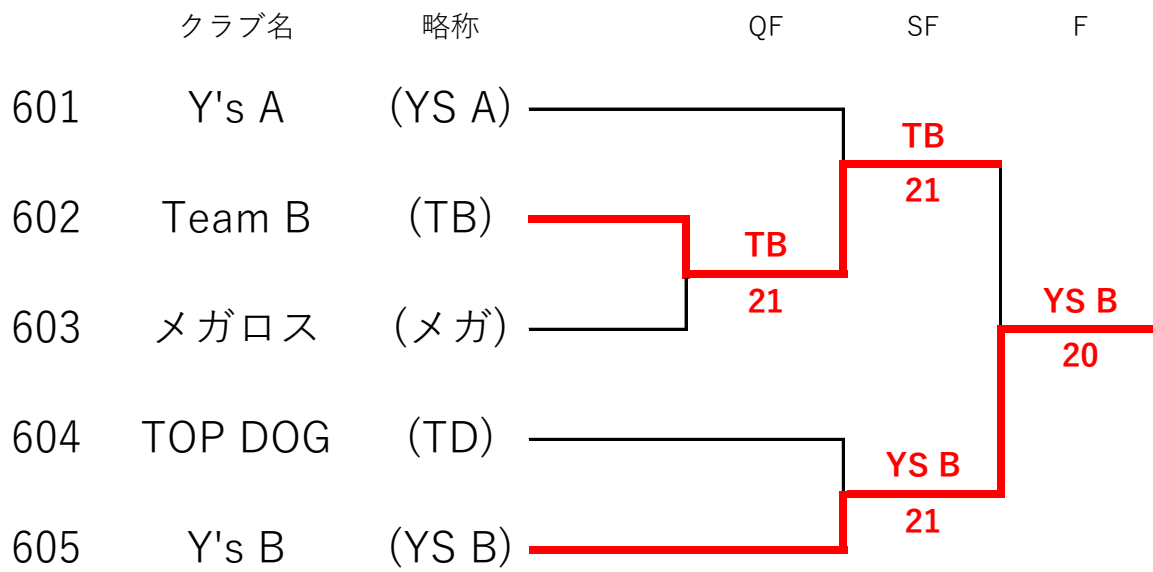 クラブ名 略称 QF SF F
601 Y's A (YS A)
TB
21
602 Team B (TB)
TB
21
603 メガロス (メガ)
YS B
20
604 TOP DOG (TD)
YS B
21
605 Y's B (YS B)